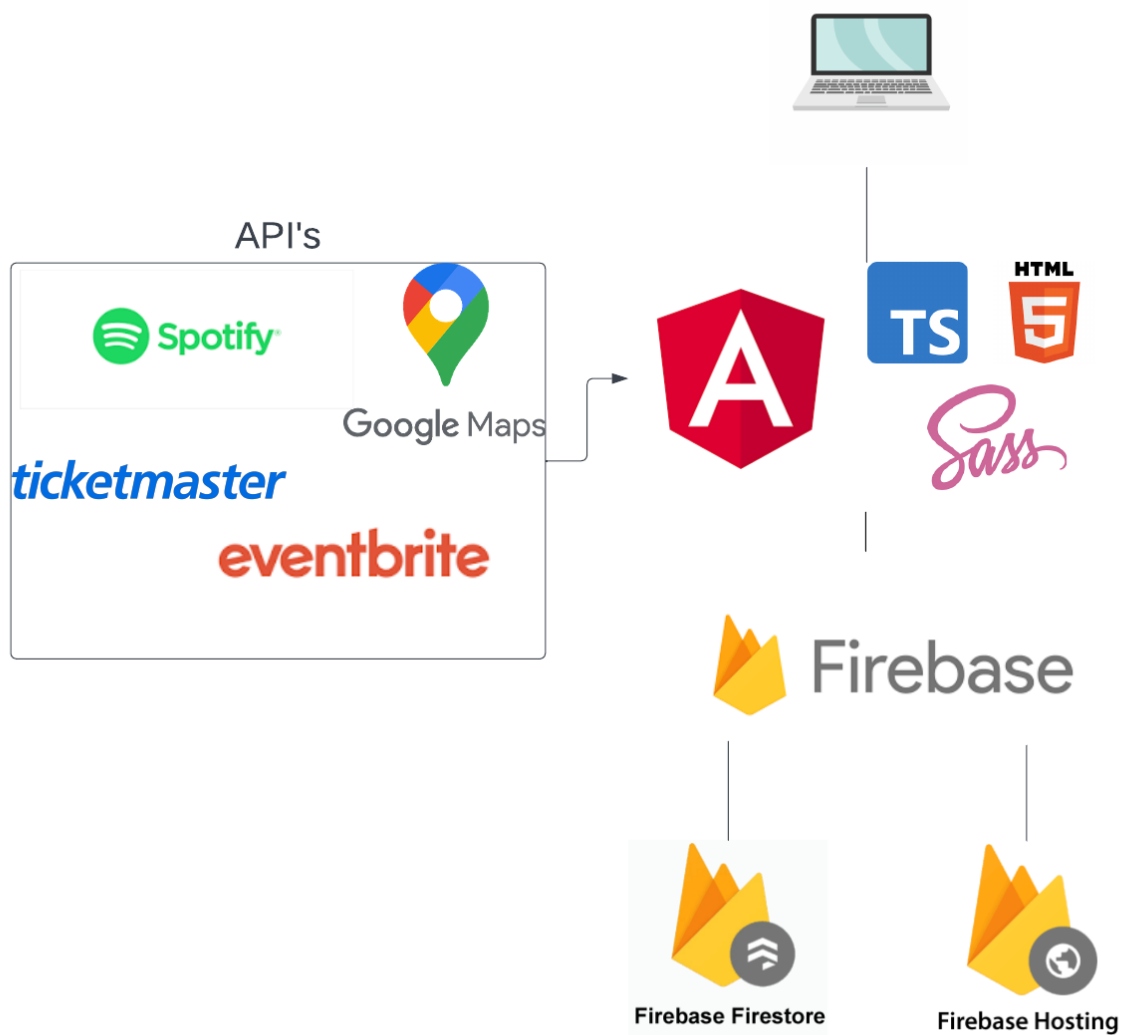 API's
Spotify®
Google Maps
ticketmaster
eventbrite
A
TS
HTML
5
Sass
Firebase
Firebase Firestore
Firebase Hosting